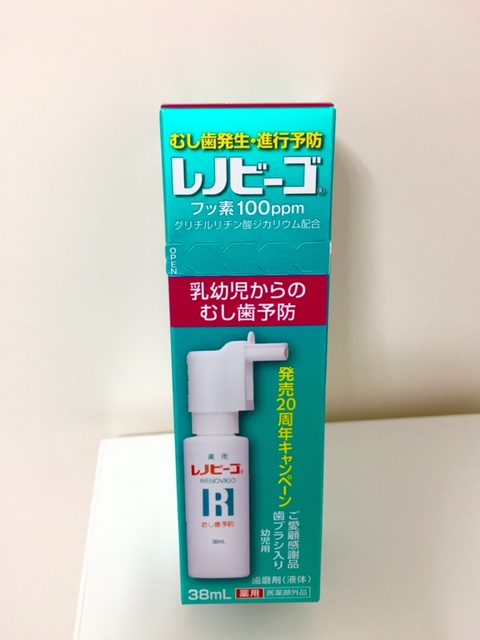 むし歯発生・進行予防
レノビーゴ®
フッ素100ppm
グリチルリチン酸ジカリウム配合
OPEN
乳幼児からの
むし歯予防
発売20周年キャンペーン
ご愛顧感謝品
歯ブラシ入り
幼児用
薬用
レノビーゴ®
RENOVIGO
R
むし歯予防
38mL
歯磨剤(液体)
38mL 薬用 医薬部外品